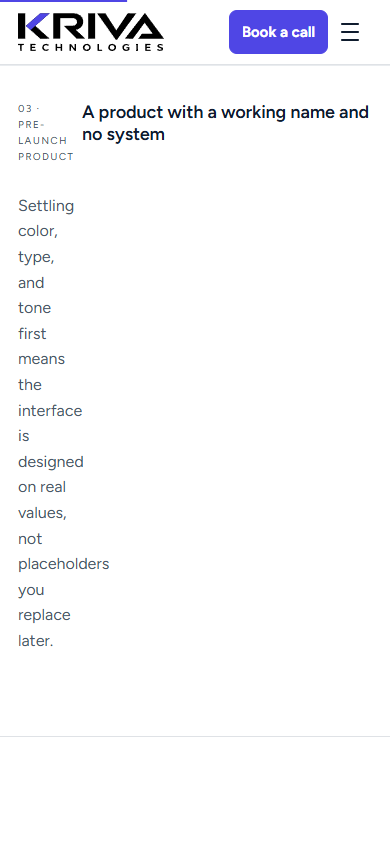 KRIVA
TECHNOLOGIES
Book a call
03 ·
PRE-
LAUNCH
PRODUCT
A product with a working name and
no system
Settling
color,
type,
and
tone
first
means
the
interface
is
designed
on real
values,
not
placeholders
you
replace
later.